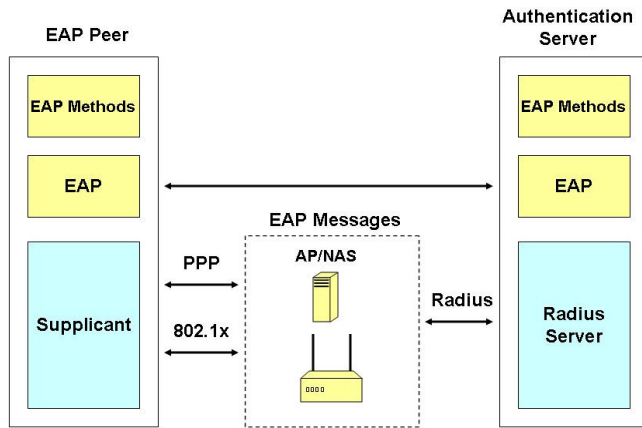 EAP Peer
Authentication
Server
EAP Methods
EAP Methods
EAP
EAP
EAP Messages
AP/NAS
PPP
Radius
Supplicant
802.1x
Radius
Server